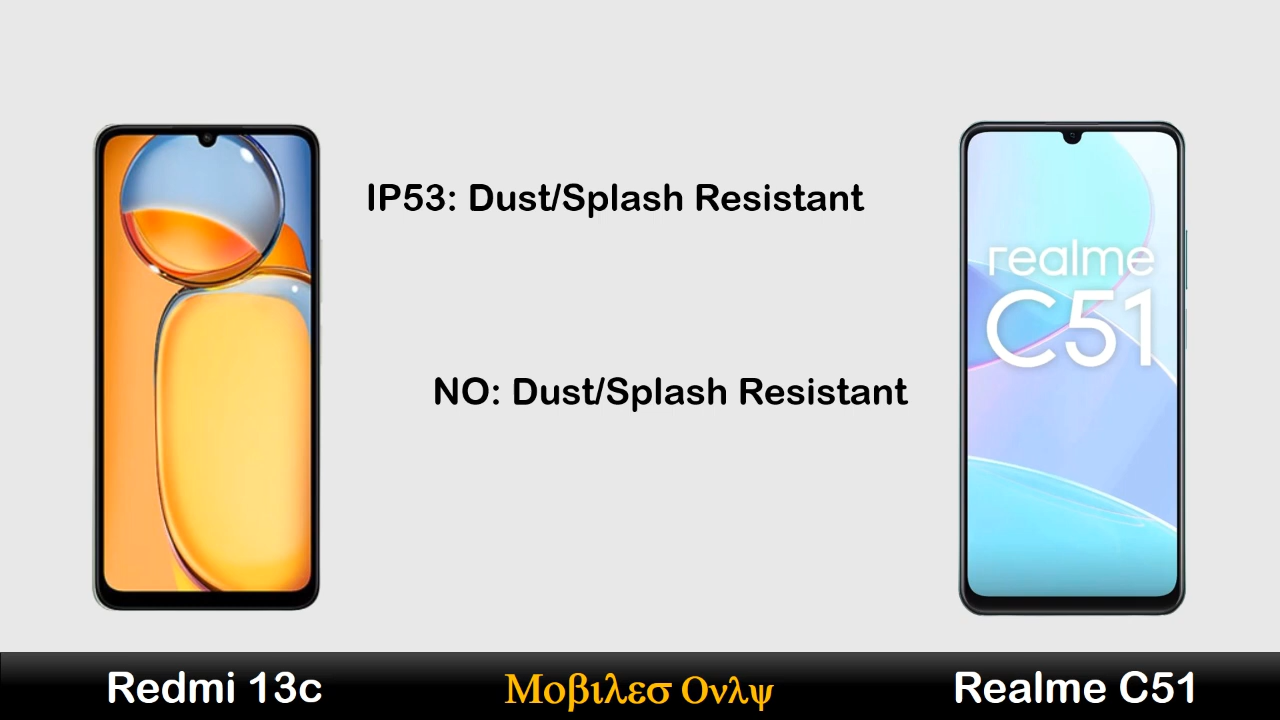 IP53: Dust/Splash Resistant
realme
C51
NO: Dust/Splash Resistant
Redmi 13c
Μοβιλεσ Ονλψ
Realme C51